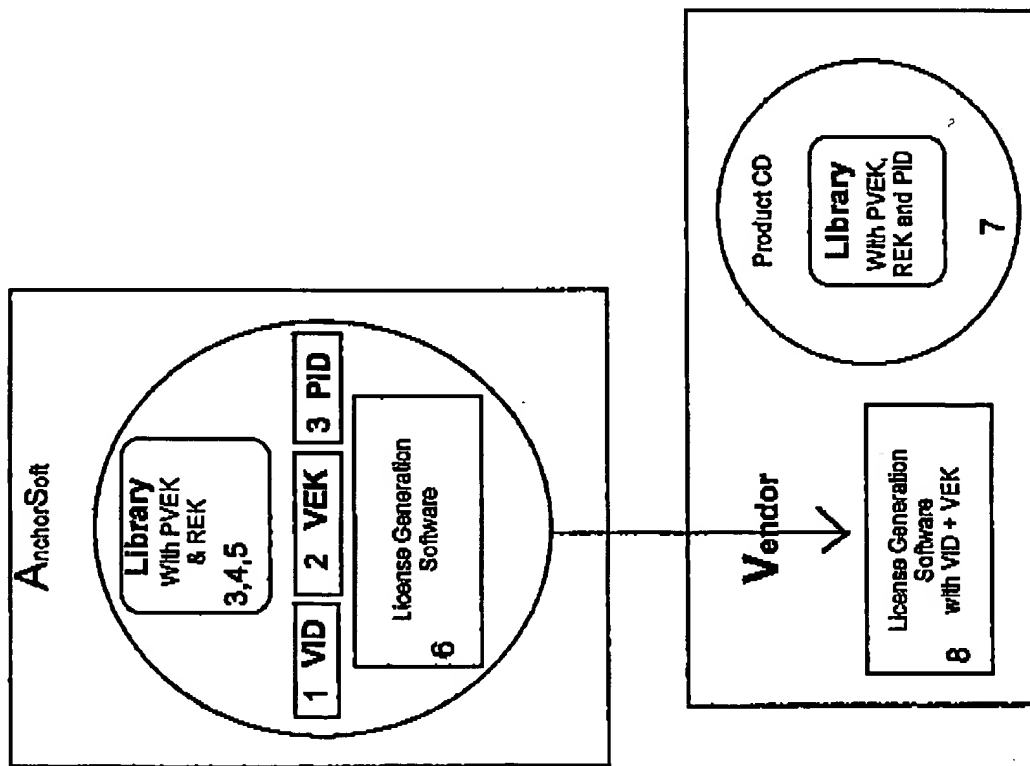 AnchorSoft
Library
With PVEK
& REK
3,4,5
1 VID
2 VEK
3 PID
License Generation
Software
6
Vendor
License Generation
Software
with VID + VEK
8
Product CD
Library
With PVEK,
REK and PID
7